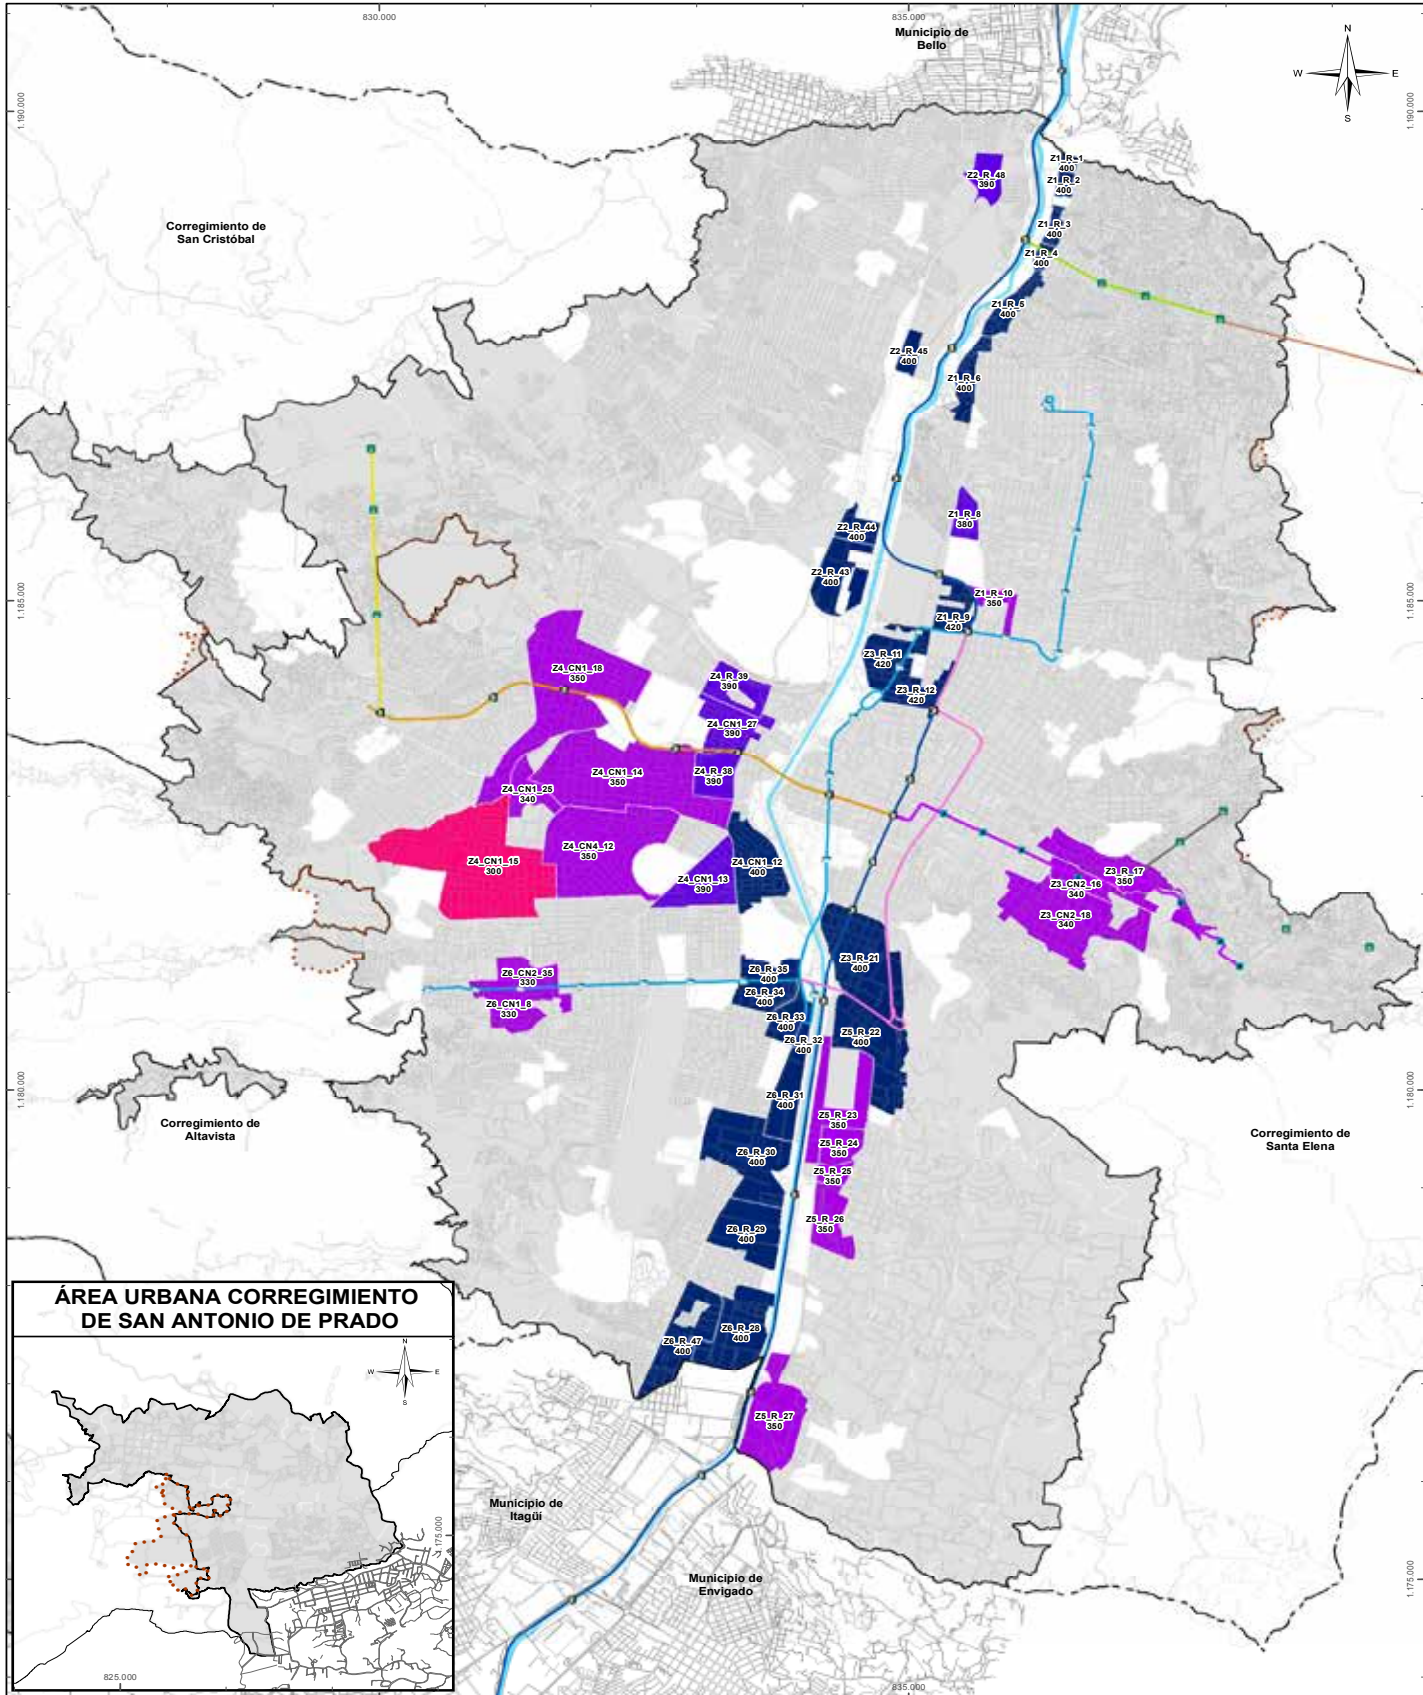 830.000
835.000
Municipio de
Bello
N
W
E
S
1.190.000
1.190.000
Z1_R_1
400
Z1_R_2
400
Z2_R_48
390
Corregimiento de
San Cristóbal
Z1_R_3
400
Z1_R_4
400
Z1_R_5
400
Z2_R_45
400
Z1_R_6
400
Z1_R_8
380
Z2_R_44
400
Z2_R_43
400
1.185.000
1.185.000
Z1_R_10
350
Z1_R_9
420
Z3_R_11
420
Z3_R_12
420
Z4_CN1_18
350
Z4_R_39
390
Z4_CN1_27
390
Z4_CN1_14
350
Z4_R_38
390
Z4_CN1_25
340
Z4_CN4_12
350
Z4_CN1_15
300
Z4_CN1_12
400
Z4_CN1_13
390
Z3_R_17
350
Z3_CN2_16
340
Z3_CN2_18
340
Z3_R_21
400
Z6_R_35
400
Z6_CN2_35
330
Z6_R_34
400
Z6_CN1_8
330
Z6_R_33
400
Z6_R_32
400
Z5_R_22
400
1.180.000
1.180.000
Z6_R_31
400
Z5_R_23
350
Corregimiento de
Altavista
Corregimiento de
Santa Elena
Z5_R_24
350
Z6_R_30
400
Z5_R_25
350
Z5_R_26
350
Z6_R_29
400
ÁREA URBANA CORREGIMIENTO
DE SAN ANTONIO DE PRADO
N
W
E
S
Z6_R_28
400
Z6_R_47
400
Z5_R_27
350
Municipio de
Itagüí
Municipio de
Envigado
1.175.000
1.175.000
825.000
835.000